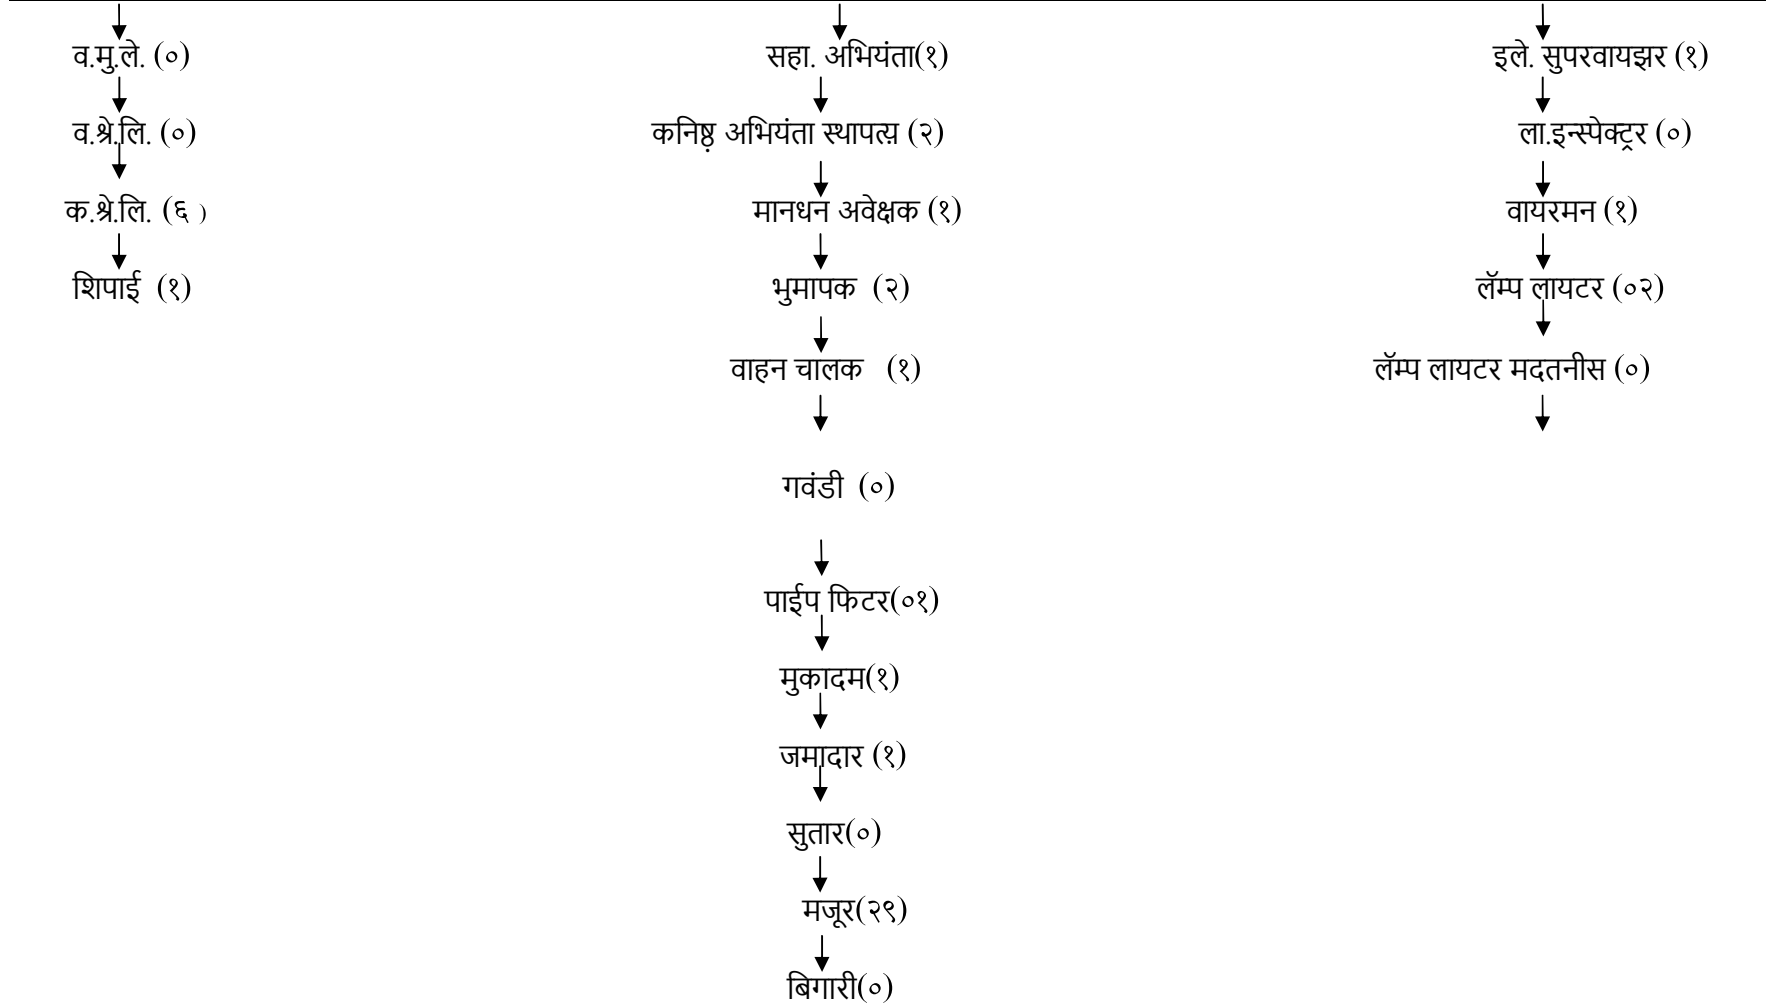 व.मु.ले. (०) सहा. अभियंता(१) इले. सुपरवायझर (१)
व.श्रे.लि. (०) कनिष्ठ़ अभियंता स्थापत्य़ (२) ला.इन्स्पेक्ट़र (०)
क.श्रे.लि. (६ ) मानधन अवेक्षक (१) वायरमन (१)
शिपाई (१) भुमापक (२) लॅम्प लायटर (०२)
वाहन चालक (१) लॅम्प लायटर मदतनीस (०)
गवंडी (०)
पाईप फिटर(०१)
मुकादम(१)
जमादार (१)
सुतार(०)
मजूर(२९)
बिगारी(०)